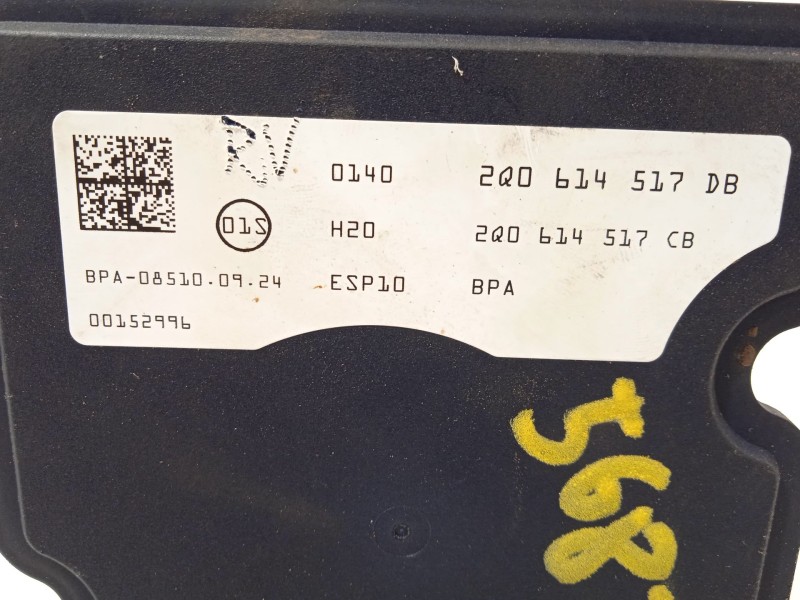 RW 0140 2Q0 614 517 DB
01S H20 2Q0 614 517 CB
BPA-08510.09.24 ESP10 BPA
00152996
568